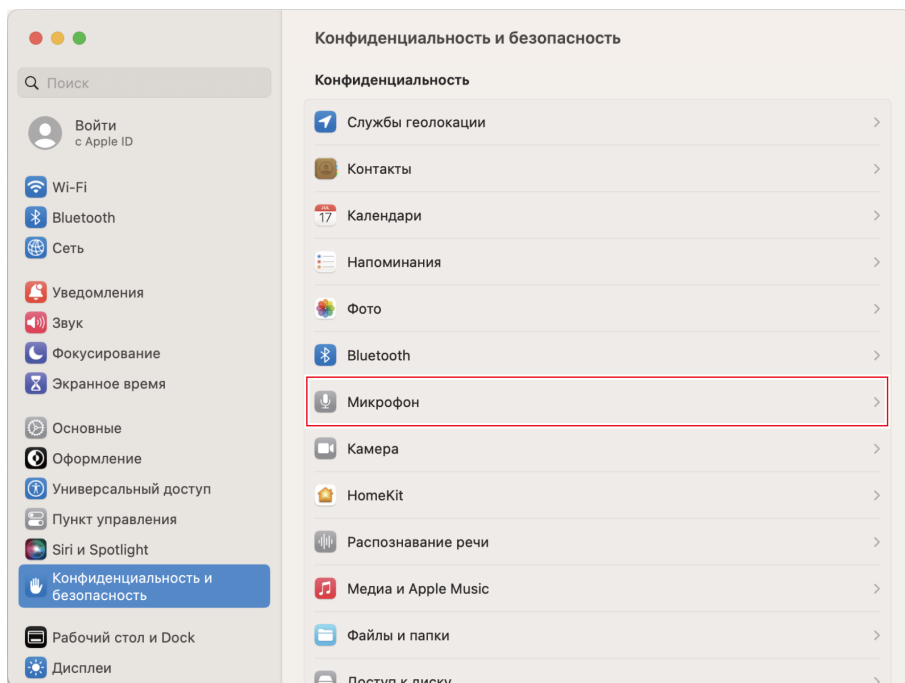 Конфиденциальность и безопасность
Поиск
Войти
с Apple ID
Wi-Fi
Bluetooth
Сеть
Уведомления
Звук
Фокусирование
Экранное время
Основные
Оформление
Универсальный доступ
Пункт управления
Siri и Spotlight
Конфиденциальность и
безопасность
Рабочий стол и Dock
Дисплеи
Конфиденциальность
Службы геолокации
Контакты
JUL
17
Календари
Напоминания
Фото
Bluetooth
Микрофон
Камера
HomeKit
Распознавание речи
Медиа и Apple Music
Файлы и папки
Доступ к диску